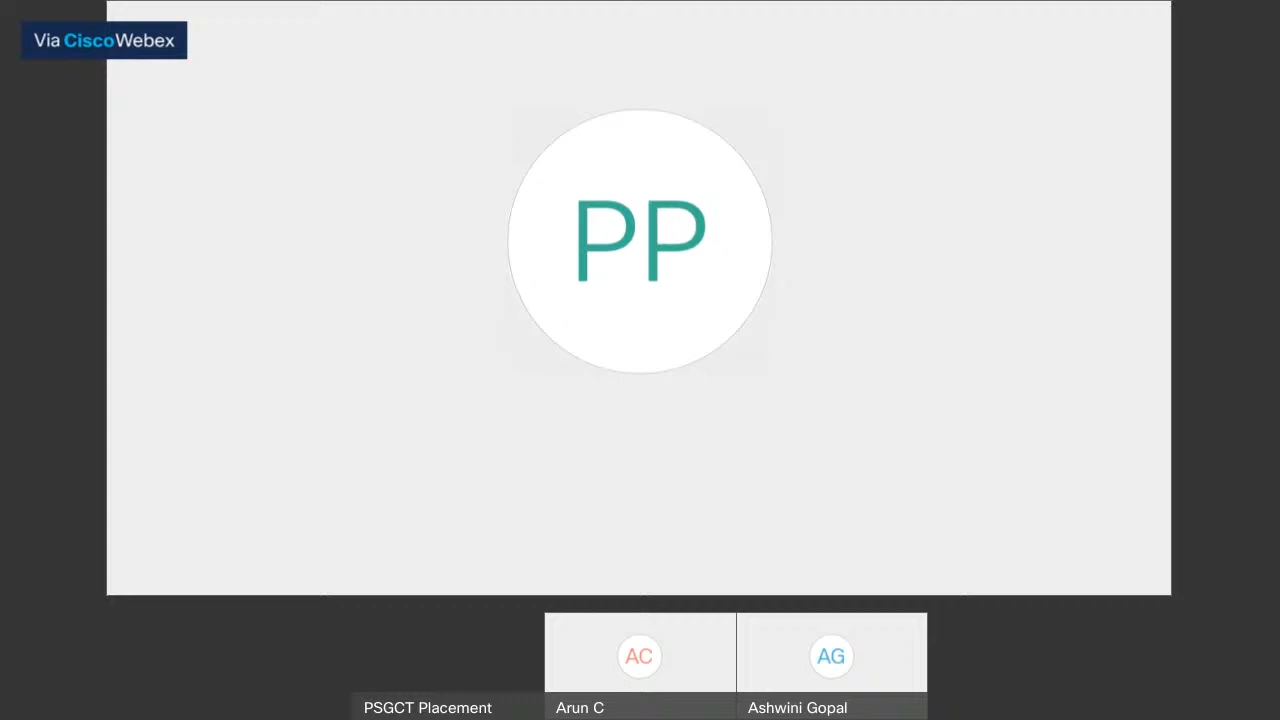 Via CiscoWebex
PP
AC
AG
PSGCT Placement
Arun C
Ashwini Gopal